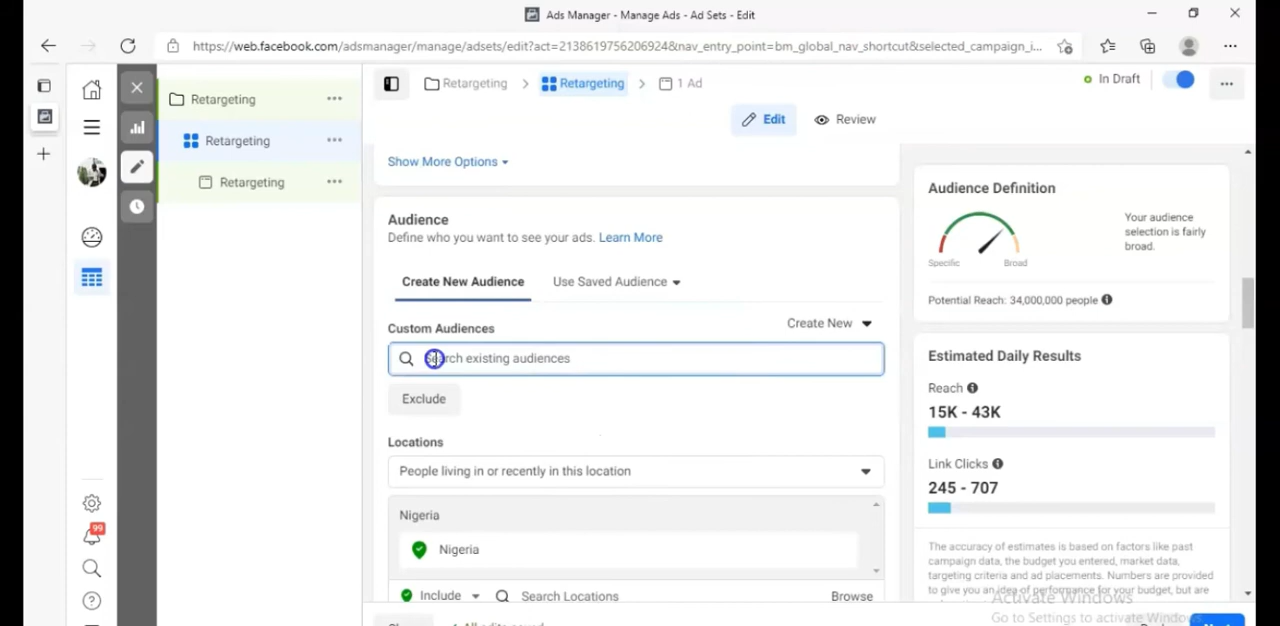 Ads Manager - Manage Ads - Ad Sets - Edit
https://web.facebook.com/adsmanager/manage/adsets/edit?act=2138619756206924&nav_entry_point=bm_global_nav_shortcut&selected_campaign_i...
Retargeting
Retargeting
Retargeting
99
Retargeting > Retargeting > 1 Ad
In Draft
Edit
Review
Show More Options
Audience
Define who you want to see your ads. Learn More
Create New Audience
Use Saved Audience
Custom Audiences
Create New
Search existing audiences
Exclude
Locations
People living in or recently in this location
Nigeria
Nigeria
Include
Search Locations
Browse
Audience Definition
Your audience
selection is fairly
broad.
Specific
Broad
Potential Reach: 34,000,000 people
Estimated Daily Results
Reach
15K - 43K
Link Clicks
245 - 707
The accuracy of estimates is based on factors like past
campaign data, the budget you entered, market data,
targeting criteria and ad placements. Numbers are provided
to give you an idea of performance for your budget, but are
Activate Windows
Go to Settings to activate Windows.